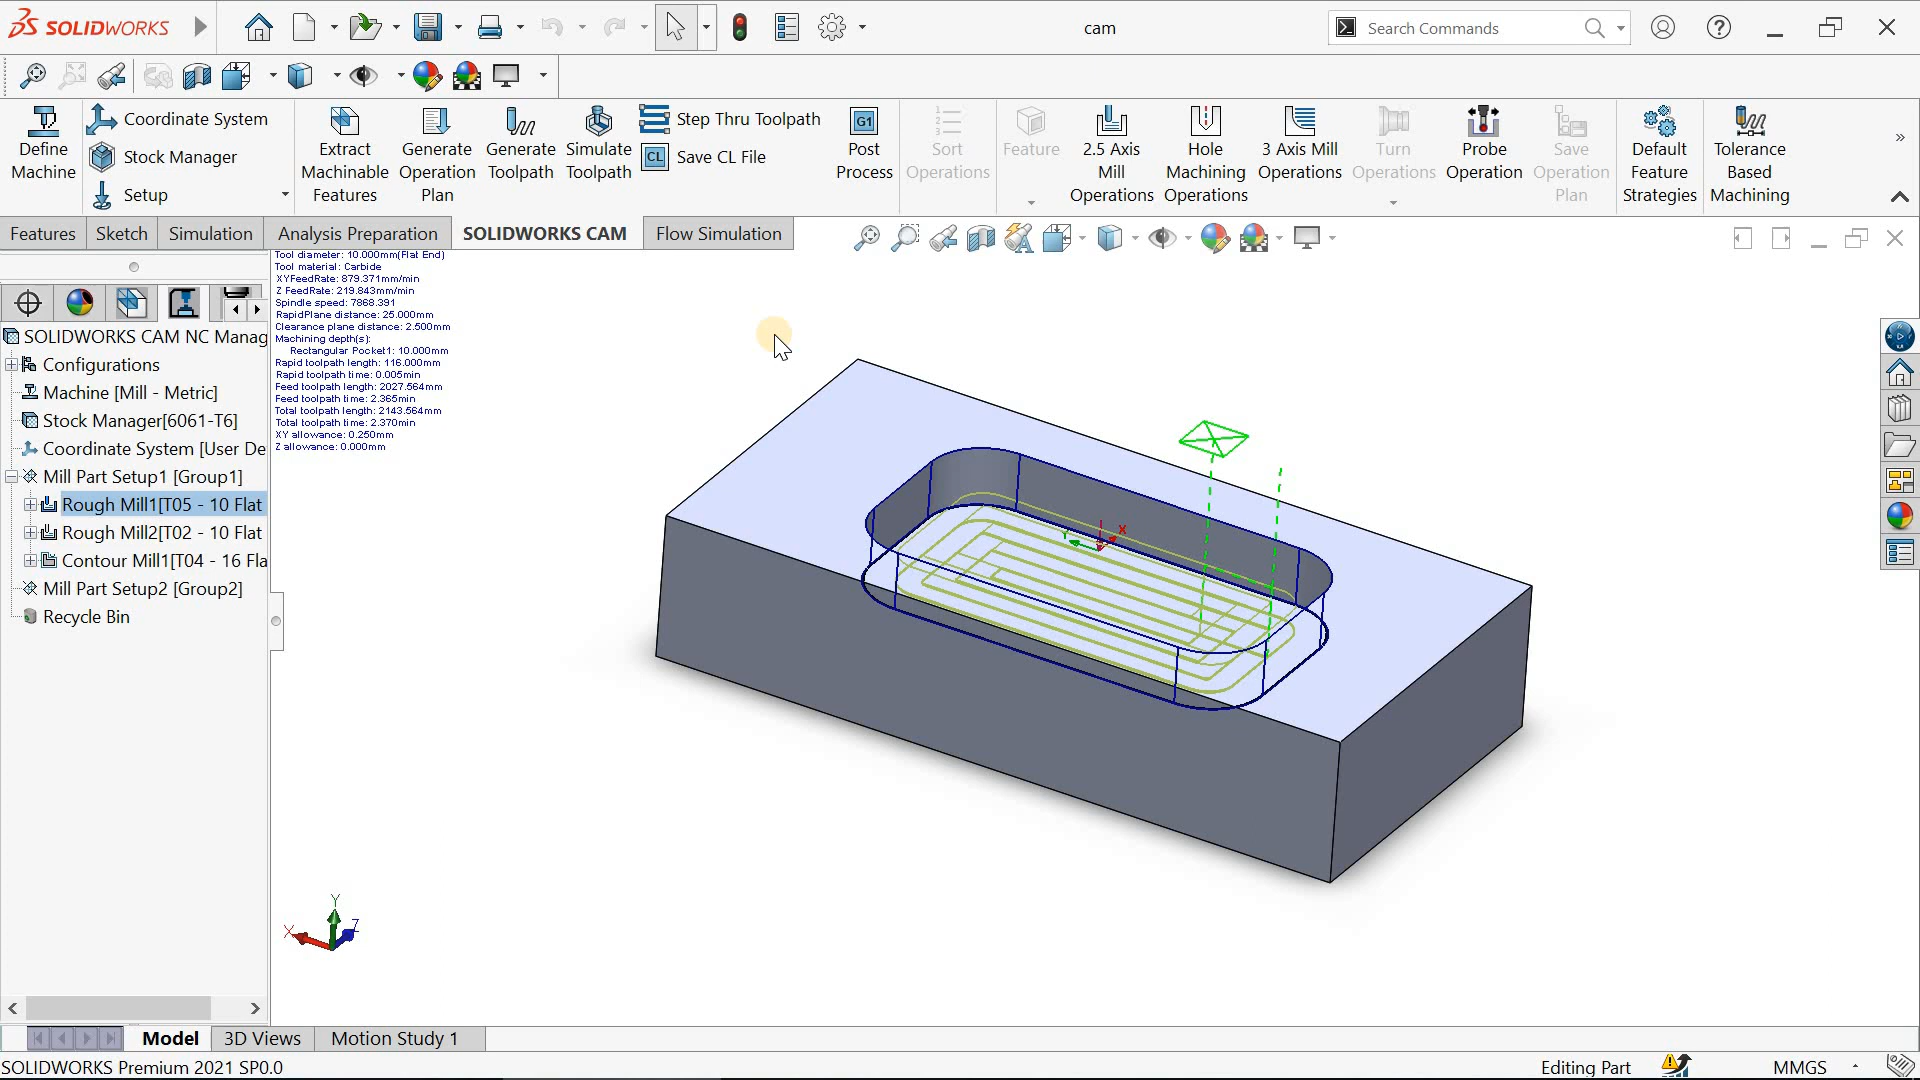 SOLIDWORKS
cam
Search Commands
Define Machine
Coordinate System
Stock Manager
Setup
Extract Machinable Features
Generate Operation Plan
Generate Toolpath
Simulate Toolpath
Step Thru Toolpath
CL Save CL File
G1 Post Process
Sort Operations
Feature
2.5 Axis Mill Operations
Hole Machining Operations
3 Axis Mill Operations
Turn Operations
Probe Operation
Save Operation Plan
Default Feature Strategies
Tolerance Based Machining
Features
Sketch
Simulation
Analysis Preparation
SOLIDWORKS CAM
Flow Simulation
SOLIDWORKS CAM NC Manag
Configurations
Machine [Mill - Metric]
Stock Manager[6061-T6]
Coordinate System [User De
Mill Part Setup1 [Group1]
Rough Mill1[T05 - 10 Flat
Rough Mill2[T02 - 10 Flat
Contour Mill1[T04 - 16 Fla
Mill Part Setup2 [Group2]
Recycle Bin
Tool diameter: 10.000mm(Flat End)
Tool material: Carbide
XYFeedRate: 879.371mm/min
Z FeedRate: 219.843mm/min
Spindle speed: 7868.391
RapidPlane distance: 25.000mm
Clearance plane distance: 2.500mm
Machining depth(s):
Rectangular Pocket1: 10.000mm
Rapid toolpath length: 116.000mm
Rapid toolpath time: 0.005min
Feed toolpath length: 2027.564mm
Feed toolpath time: 2.365min
Total toolpath length: 2143.564mm
Total toolpath time: 2.370min
XY allowance: 0.250mm
Z allowance: 0.000mm
X
Y
X
Y
Z
Model
3D Views
Motion Study 1
SOLIDWORKS Premium 2021 SP0.0
Editing Part
MMGS